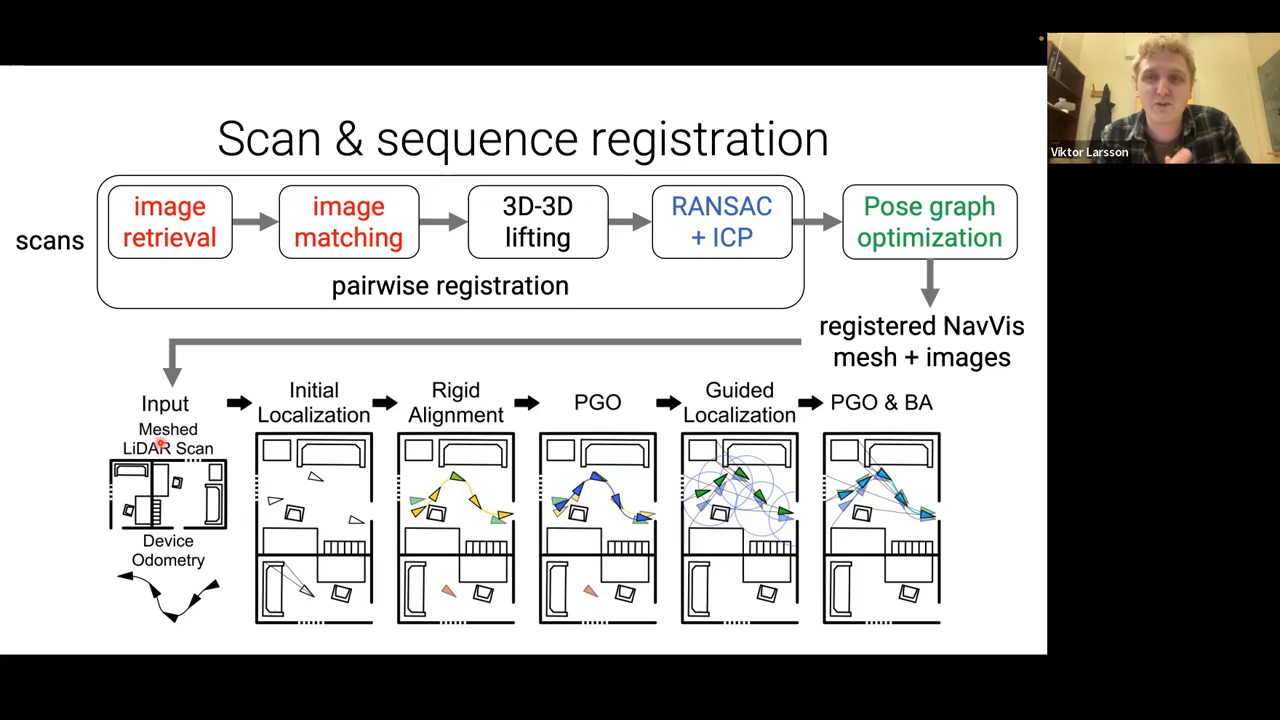 Scan & sequence registration
scans
image
retrieval
image
matching
3D-3D
lifting
RANSAC
+ ICP
Pose graph
optimization
pairwise registration
registered NavVis
mesh + images
Input
Meshed
LiDAR Scan
Device
Odometry
Initial
Localization
Rigid
Alignment
PGO
Guided
Localization
PGO & BA
Viktor Larsson